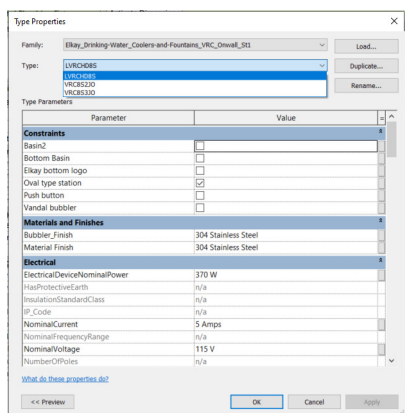 Type Properties
Family: Elkay_Drinking-Water_Coolers-and-Fountains_VRC_Onwall_St1 Load...
Type: LVRCHD8S Duplicate...
LVRCHD8S
VRC8S2JO Rename...
VRC8S3JO
Type Parameters
Parameter Value =
Constraints
Basin2
Bottom Basin
Elkay bottom logo
Oval type station
Push button
Vandal bubbler
Materials and Finishes
Bubbler_Finish 304 Stainless Steel
Material Finish 304 Stainless Steel
Electrical
ElectricalDeviceNominalPower 370 W
HasProtectiveEarth n/a
InsulationStandardClass n/a
IP_Code n/a
NominalCurrent 5 Amps
NominalFrequencyRange n/a
NominalVoltage 115 V
NumberOfPoles n/a
What do these properties do?
<< Preview OK Cancel Apply